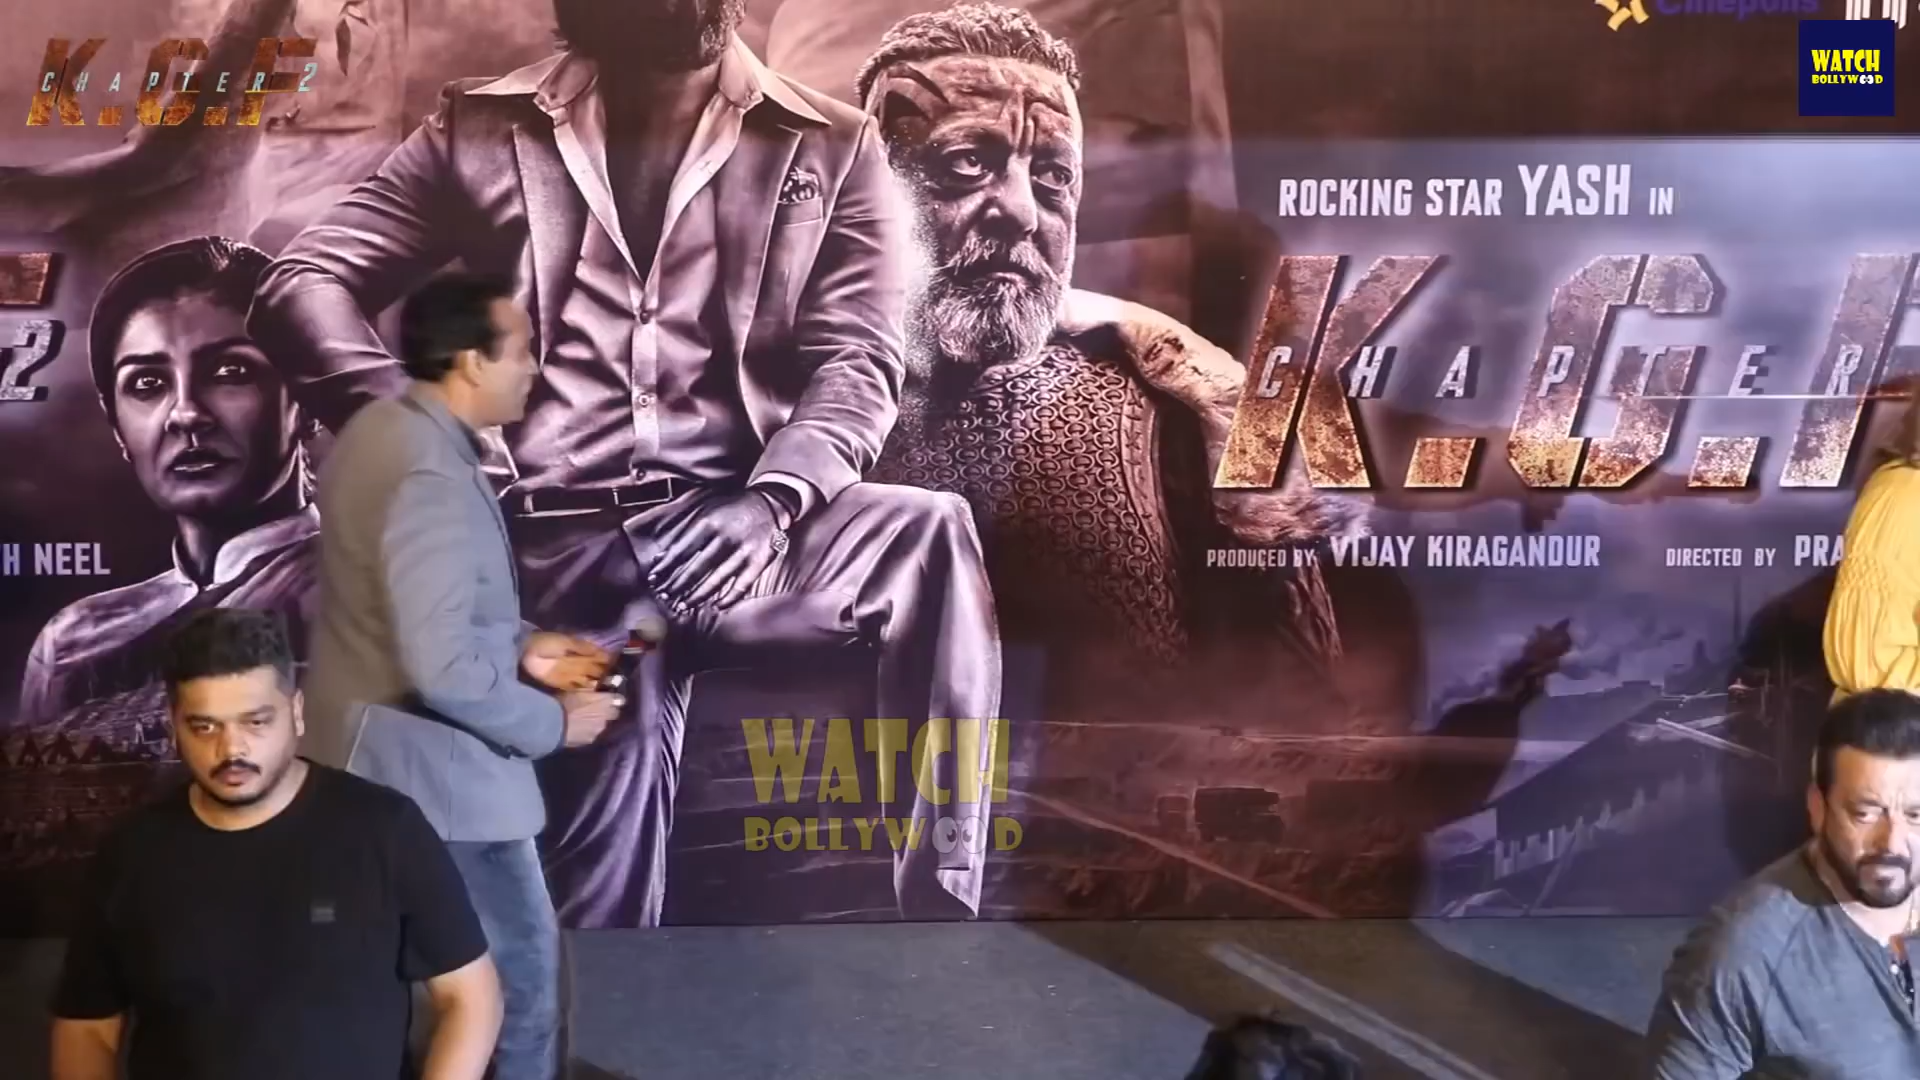 K.G.F
CHAPTER 2
Cinépolis
WATCH
BOLLYWOOD
ROCKING STAR YASH IN
K.G.F
CHAPTER
2
H NEEL
PRODUCED BY VIJAY KIRAGANDUR
DIRECTED BY PRA
WATCH
BOLLYWOOD